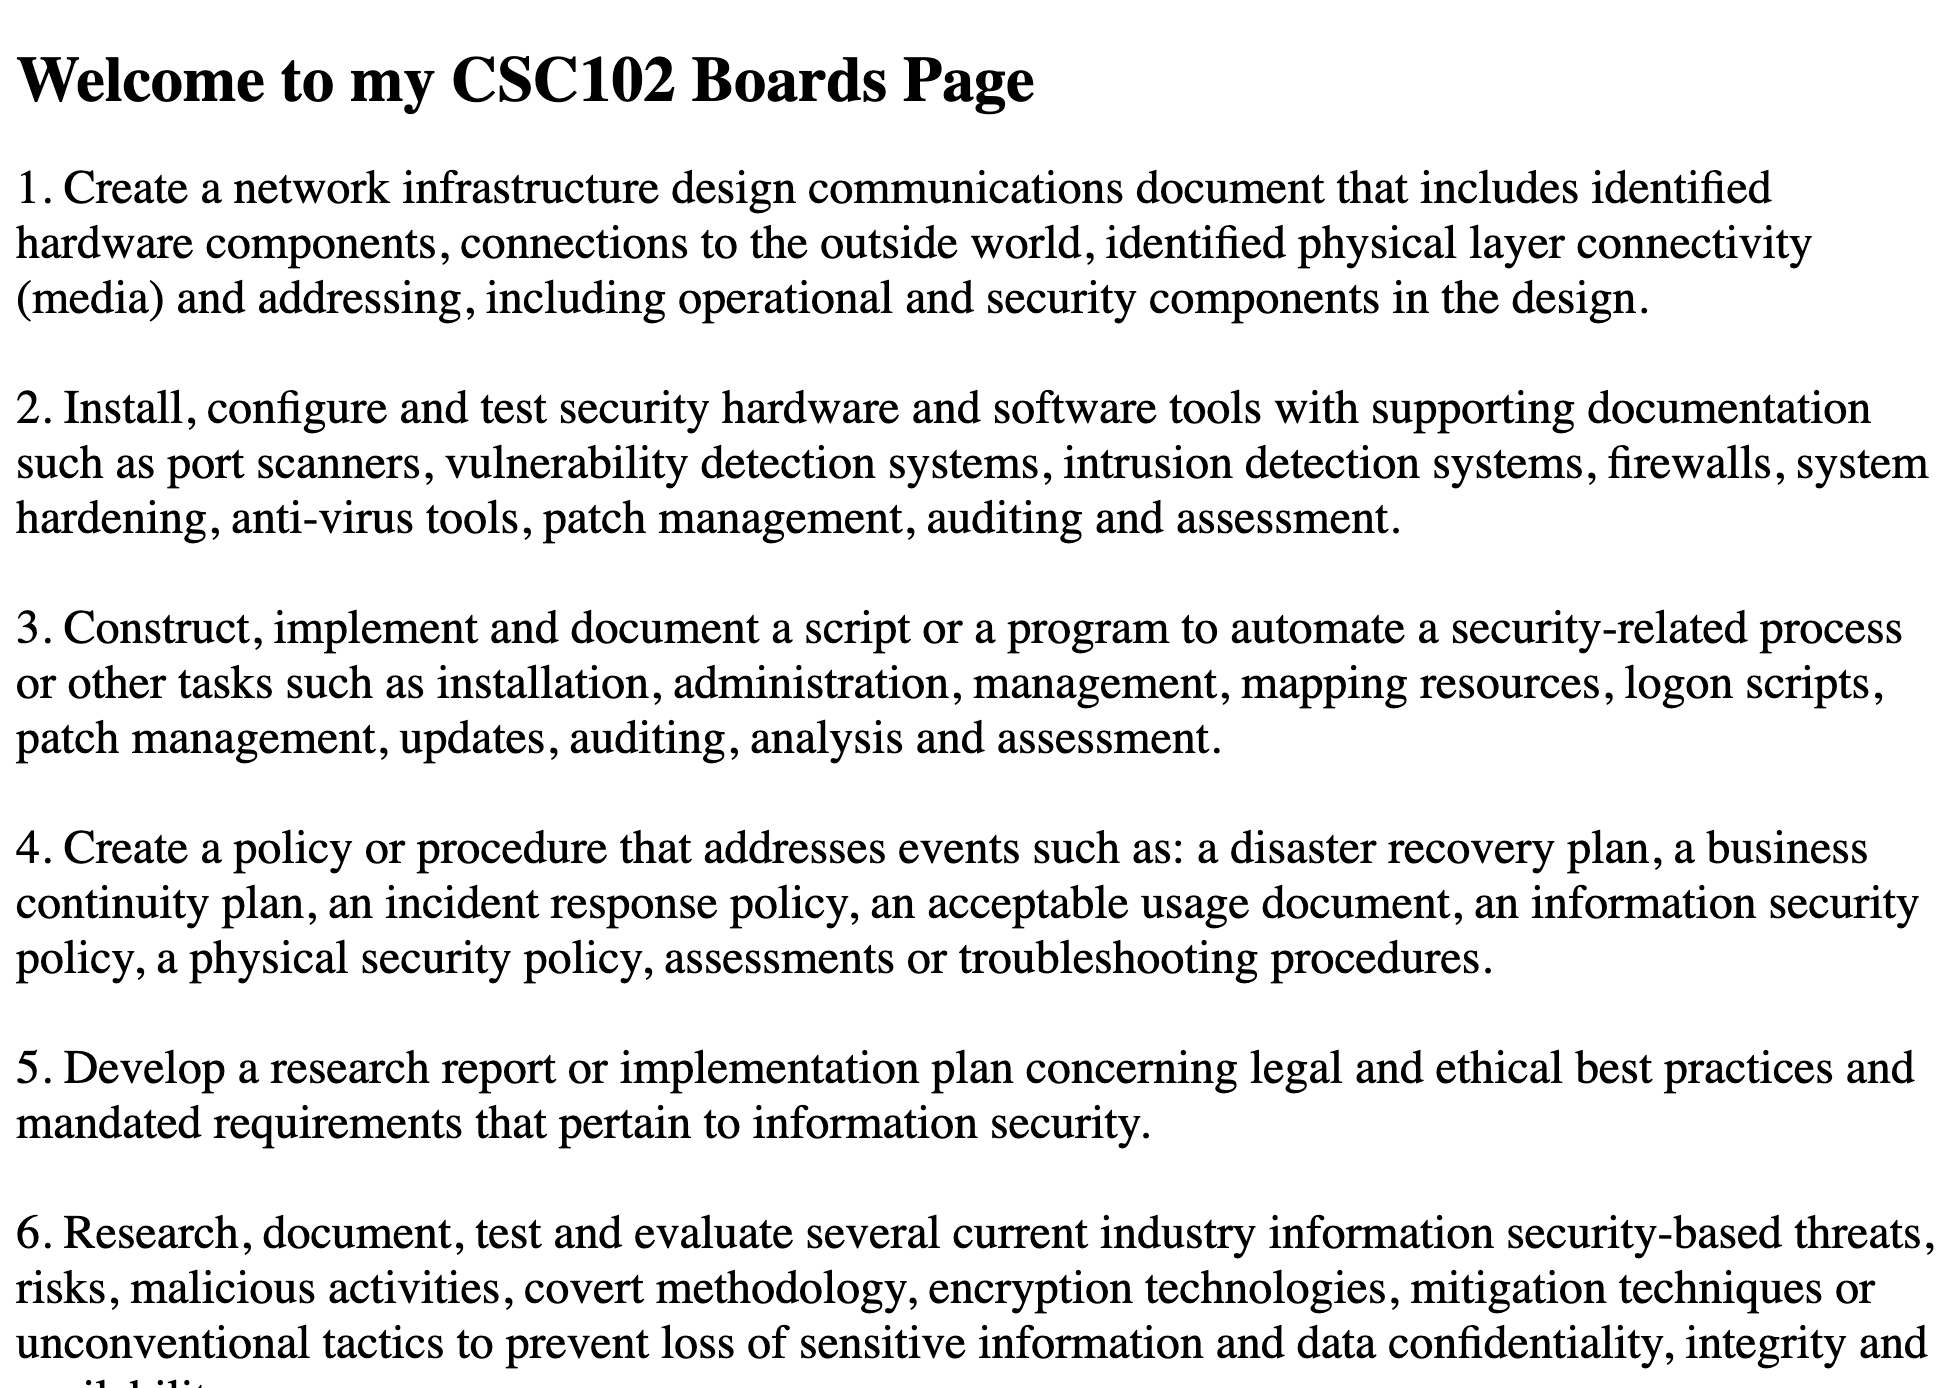 Welcome to my CSC102 Boards Page
1. Create a network infrastructure design communications document that includes identified
hardware components, connections to the outside world, identified physical layer connectivity
(media) and addressing, including operational and security components in the design.
2. Install, configure and test security hardware and software tools with supporting documentation
such as port scanners, vulnerability detection systems, intrusion detection systems, firewalls, system
hardening, anti-virus tools, patch management, auditing and assessment.
3. Construct, implement and document a script or a program to automate a security-related process
or other tasks such as installation, administration, management, mapping resources, logon scripts,
patch management, updates, auditing, analysis and assessment.
4. Create a policy or procedure that addresses events such as: a disaster recovery plan, a business
continuity plan, an incident response policy, an acceptable usage document, an information security
policy, a physical security policy, assessments or troubleshooting procedures.
5. Develop a research report or implementation plan concerning legal and ethical best practices and
mandated requirements that pertain to information security.
6. Research, document, test and evaluate several current industry information security-based threats,
risks, malicious activities, covert methodology, encryption technologies, mitigation techniques or
unconventional tactics to prevent loss of sensitive information and data confidentiality, integrity and